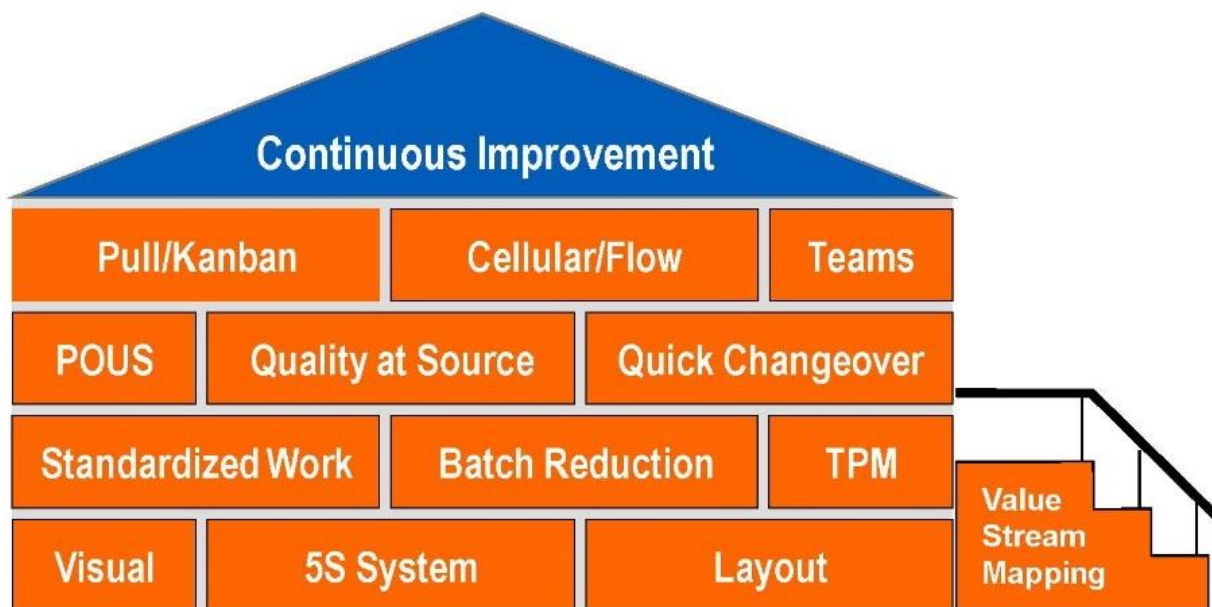 Continuous Improvement
Pull/Kanban
Cellular/Flow
Teams
POUS
Quality at Source
Quick Changeover
Standardized Work
Batch Reduction
TPM
Visual
5S System
Layout
Value
Stream
Mapping